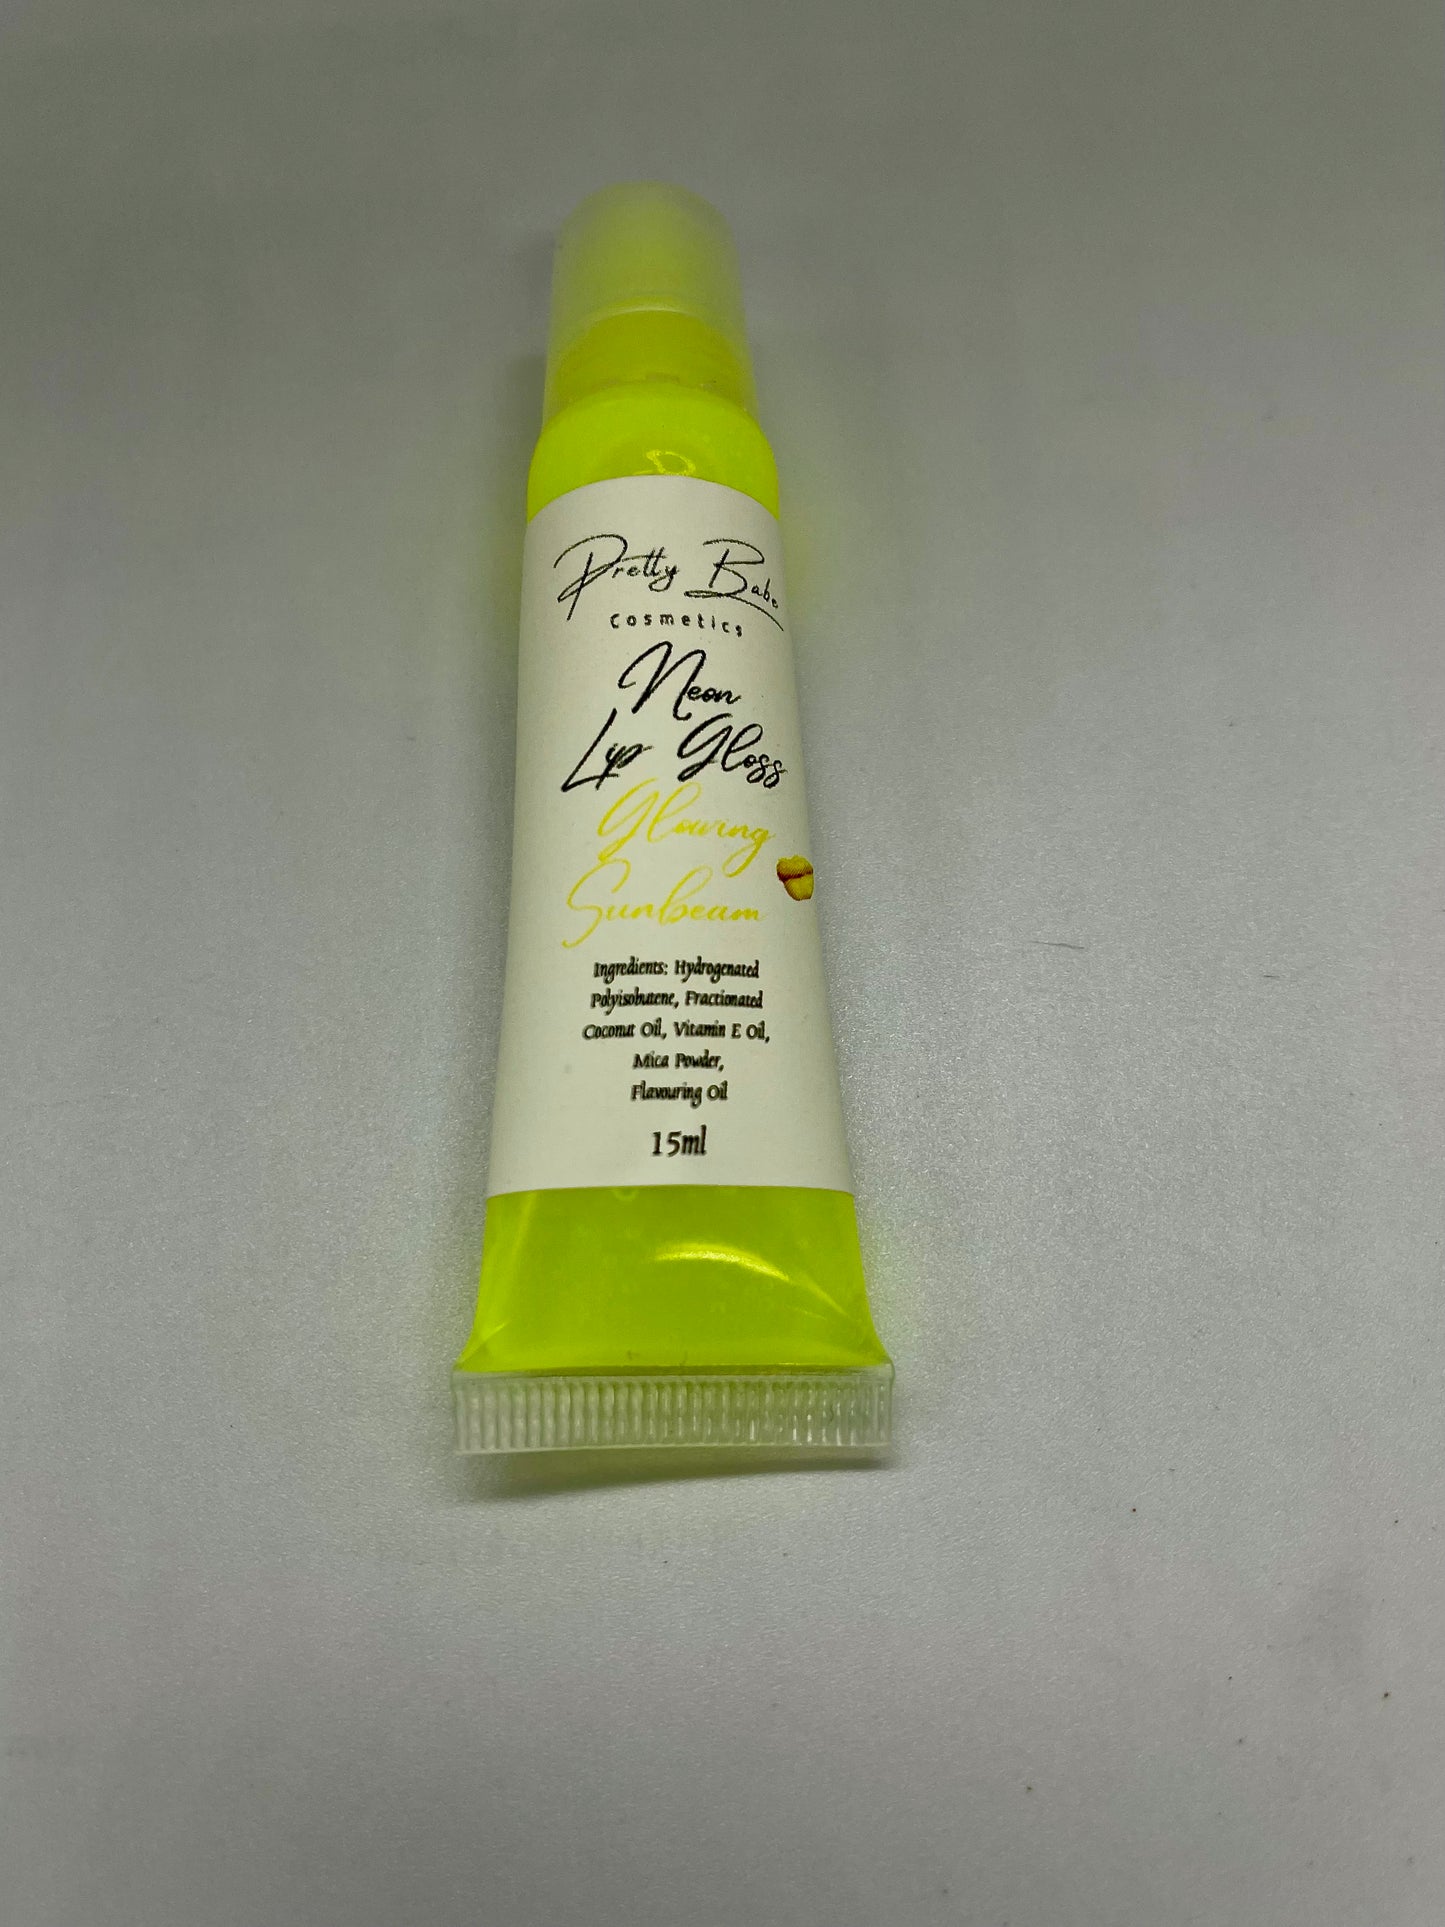 Pretty Babe
Cosmetics
Neon
Lip Gloss
Glowing
Sunbeam
Ingredients: Hydrogenated
Polyisobutene, Fractionated
Coconut Oil, Vitamin E Oil,
Mica Powder,
Flavouring Oil
15ml